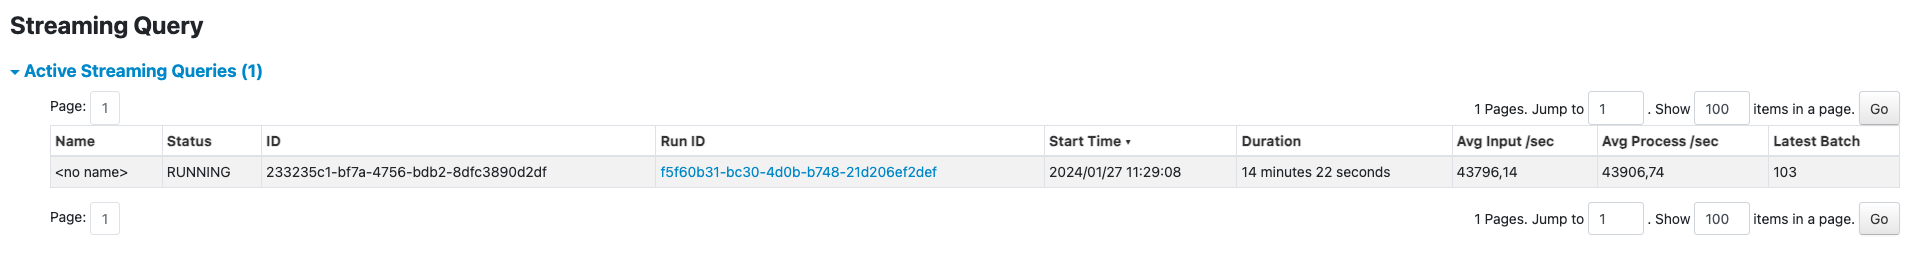 Streaming Query
Active Streaming Queries (1)
Page: 1 1 Pages. Jump to 1 . Show 100 items in a page. Go
Name Status ID Run ID Start Time Duration Avg Input /sec Avg Process /sec Latest Batch
<no name> RUNNING 233235c1-bf7a-4756-bdb2-8dfc3890d2df f5f60b31-bc30-4d0b-b748-21d206ef2def 2024/01/27 11:29:08 14 minutes 22 seconds 43796,14 43906,74 103
Page: 1 1 Pages. Jump to 1 . Show 100 items in a page. Go